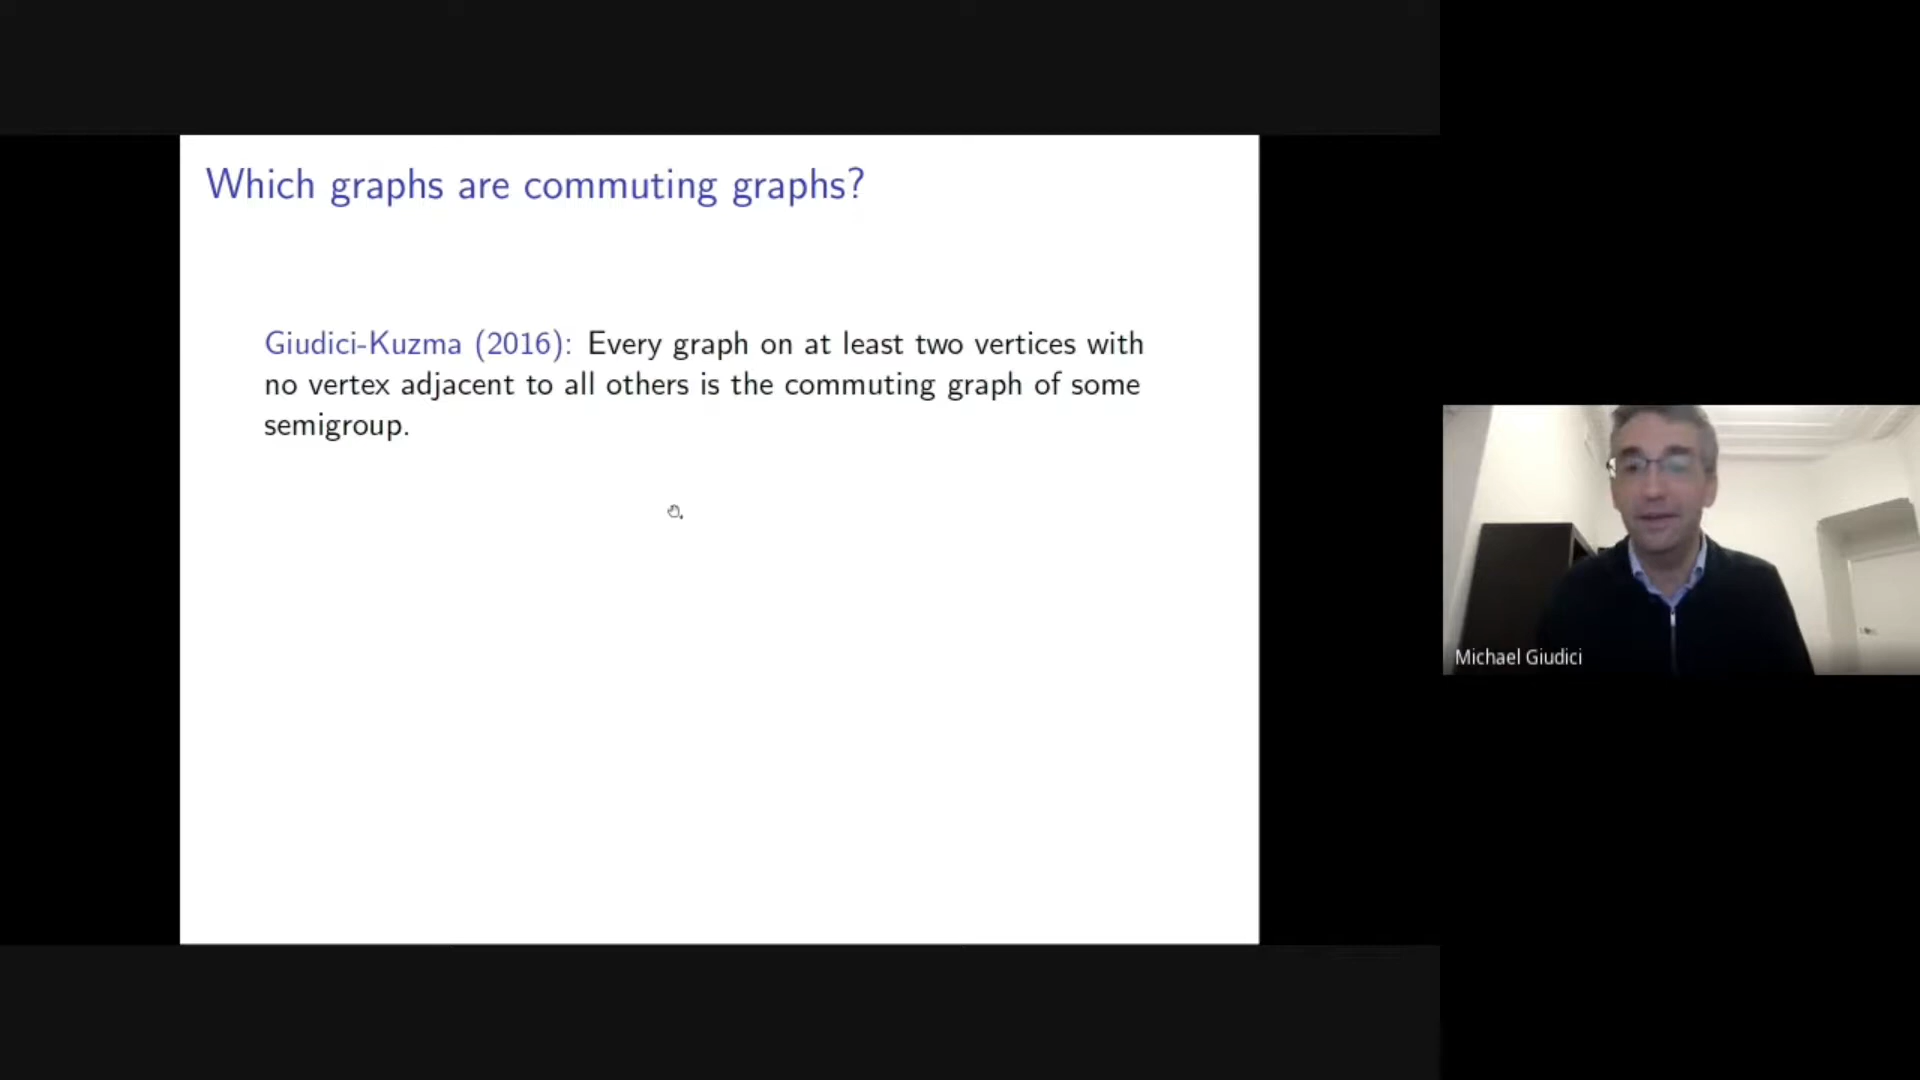 Which graphs are commuting graphs?
Giudici-Kuzma (2016): Every graph on at least two vertices with
no vertex adjacent to all others is the commuting graph of some
semigroup.
Michael Giudici